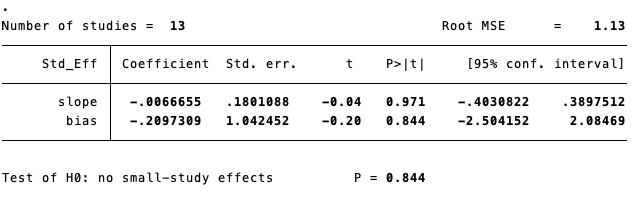 .
Number of studies = 13 Root MSE = 1.13
Std_Eff Coefficient Std. err. t P>|t| [95% conf. interval]
slope -.0066655 .1801088 -0.04 0.971 -.4030822 .3897512
bias -.2097309 1.042452 -0.20 0.844 -2.504152 2.08469
Test of H0: no small-study effects P = 0.844